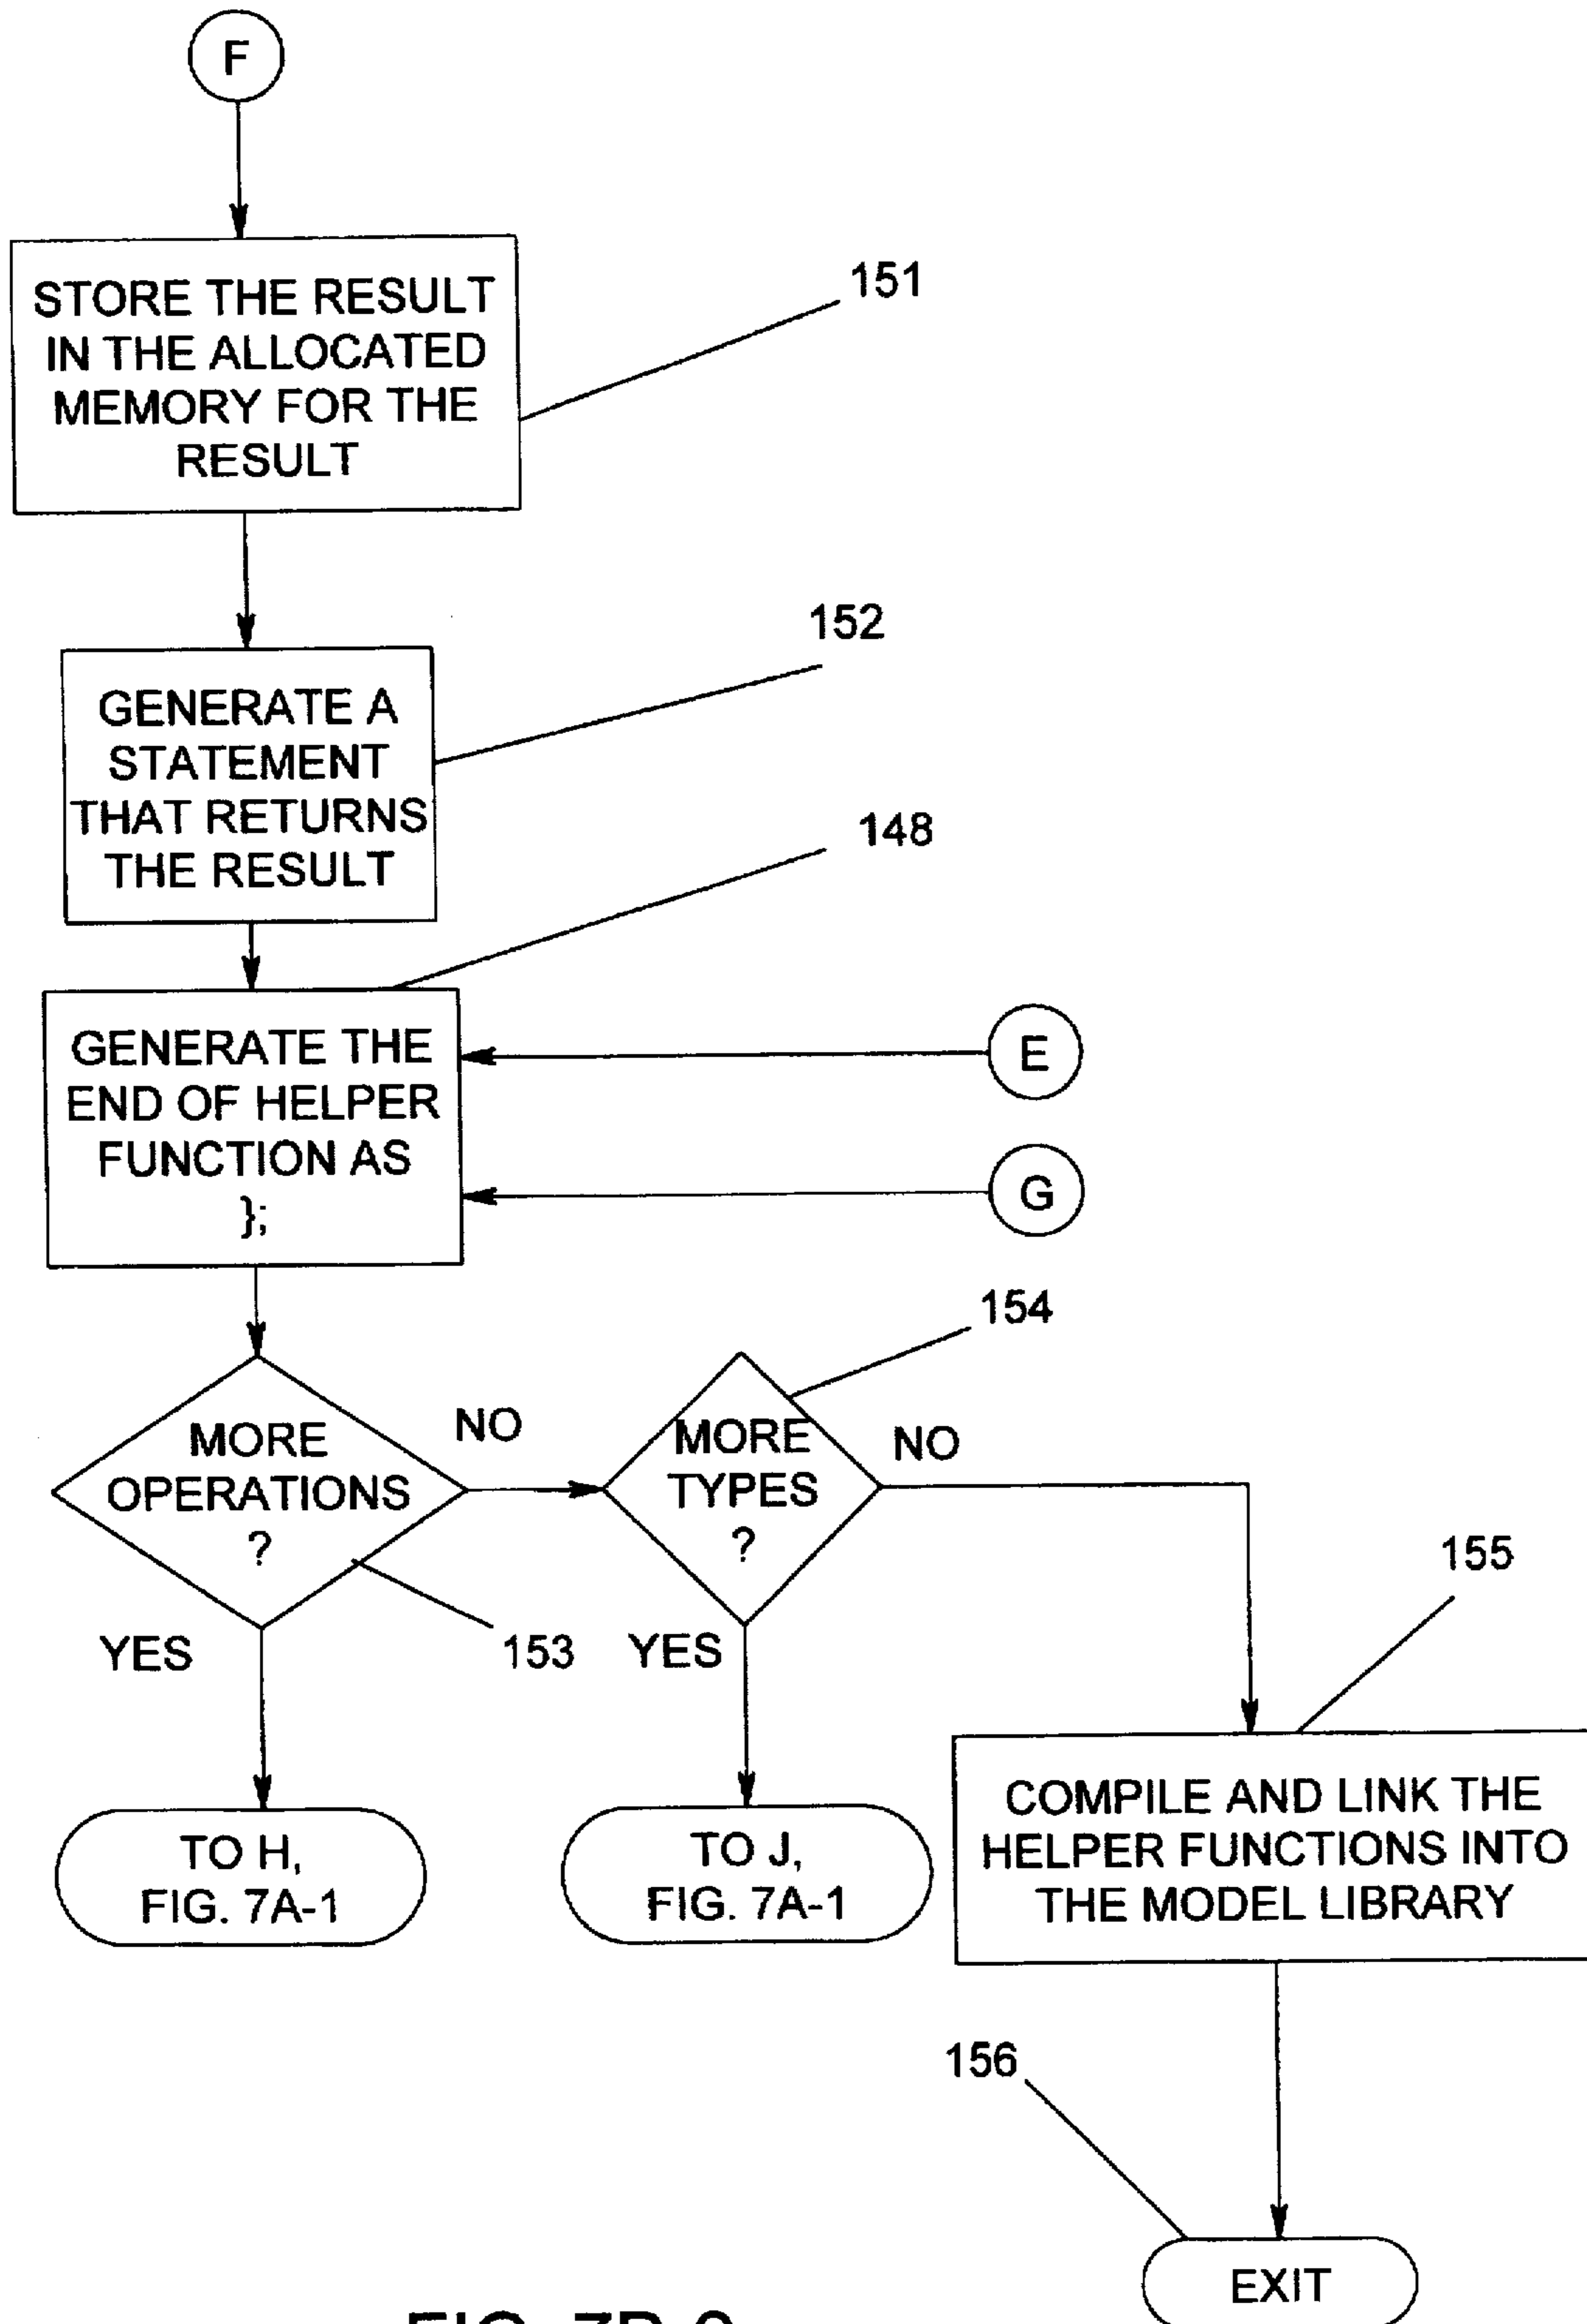 F
STORE THE RESULT
IN THE ALLOCATED
MEMORY FOR THE
RESULT
151
GENERATE A
STATEMENT
THAT RETURNS
THE RESULT
152
148
GENERATE THE
END OF HELPER
FUNCTION AS
};
E
G
154
MORE
OPERATIONS
?
NO
MORE
TYPES
?
NO
YES
153
YES
155
TO H,
FIG. 7A-1
TO J,
FIG. 7A-1
COMPILE AND LINK THE
HELPER FUNCTIONS INTO
THE MODEL LIBRARY
156
EXIT